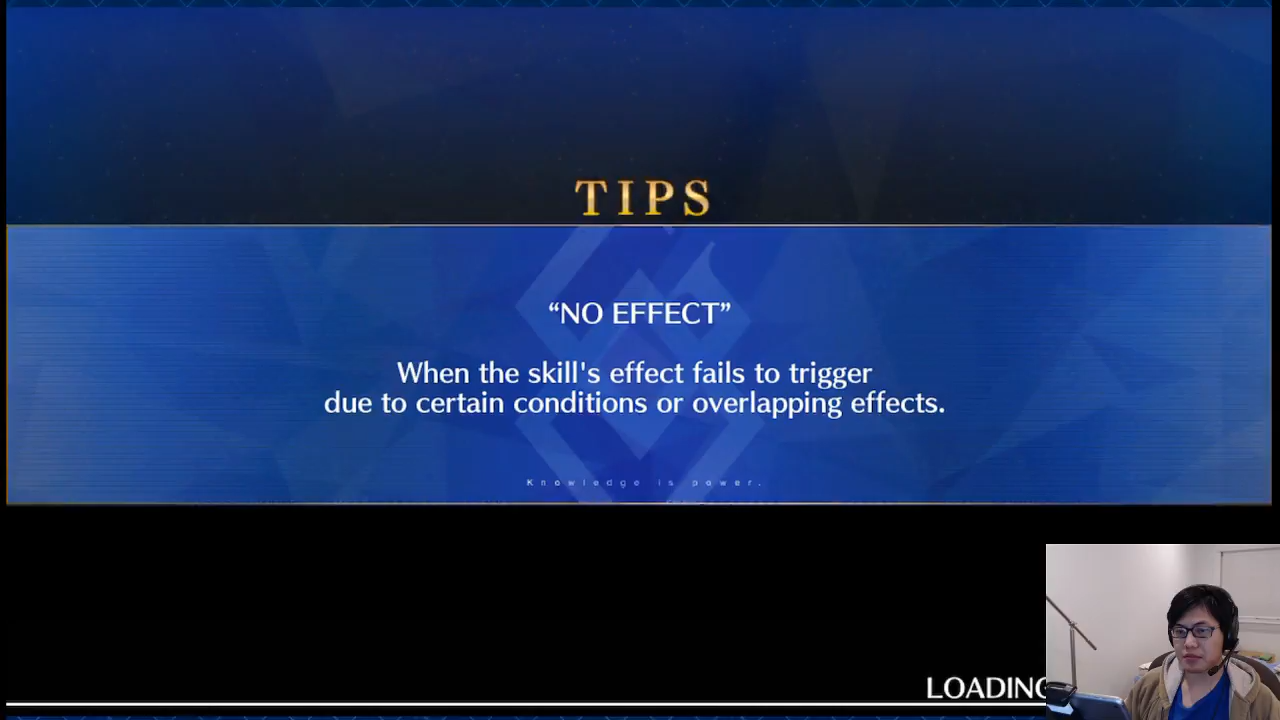 TIPS
“NO EFFECT”
When the skill's effect fails to trigger
due to certain conditions or overlapping effects.
Knowledge is power.
LOADING